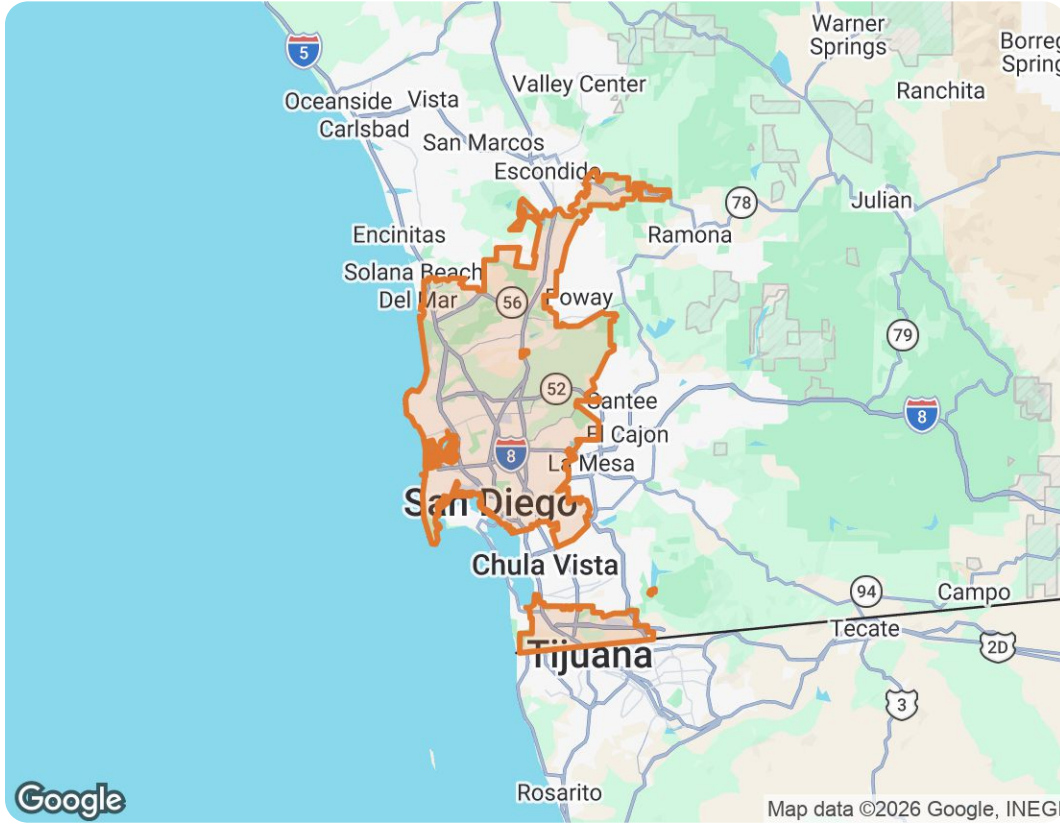 Warner
Springs
5
Borreg
Spring
Valley Center
Ranchita
Oceanside
Vista
Carlsbad
San Marcos
Escondido
78
Julian
Encinitas
Ramona
Solana Beach
Del Mar
56
Poway
79
52
Santee
8
El Cajon
8
La Mesa
San Diego
Chula Vista
94
Campo
Tecate
Tijuana
2D
3
Rosarito
Google
Map data ©2026 Google, INEGI